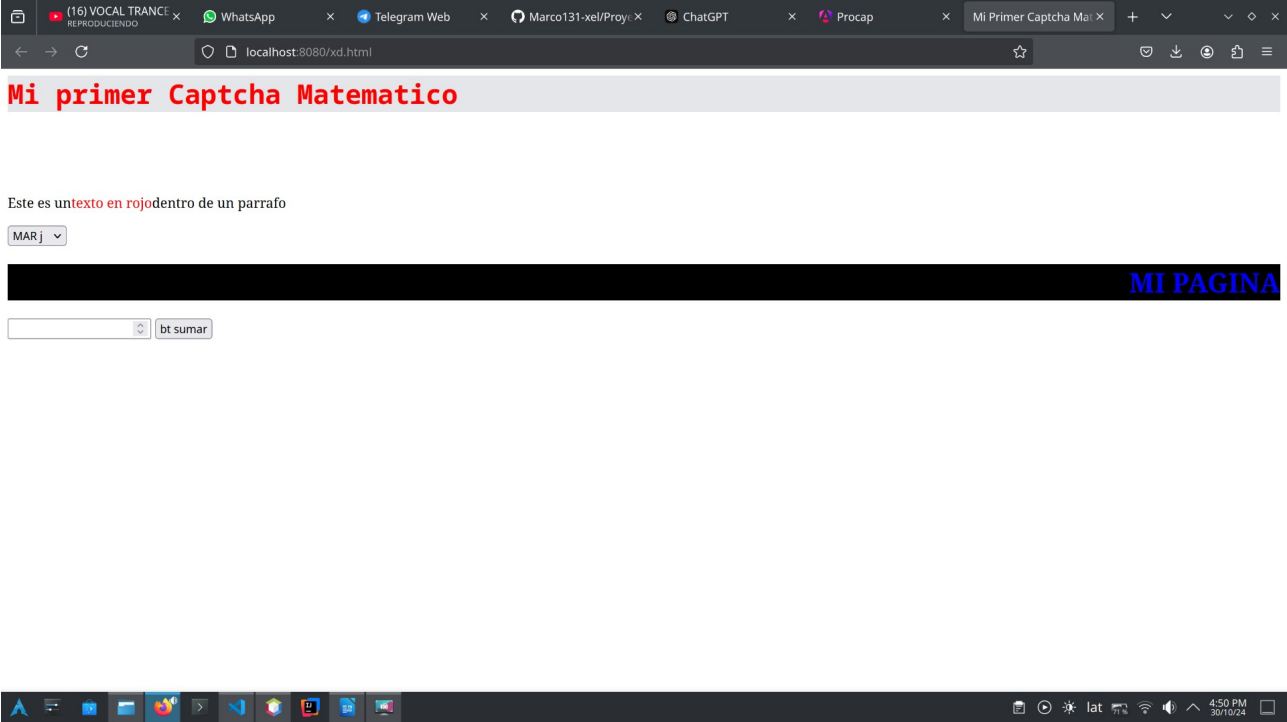 (16) VOCAL TRANCE
REPRODUCIENDO
WhatsApp
Telegram Web
Marco131-xel/Proye
ChatGPT
Procap
Mi Primer Captcha Mat
localhost:8080/xd.html
Mi primer Captcha Matematico
Este es untexto en rojodentro de un parrafo
MAR j
MI PAGINA
bt sumar
lat
71%
4:50 PM
30/10/24